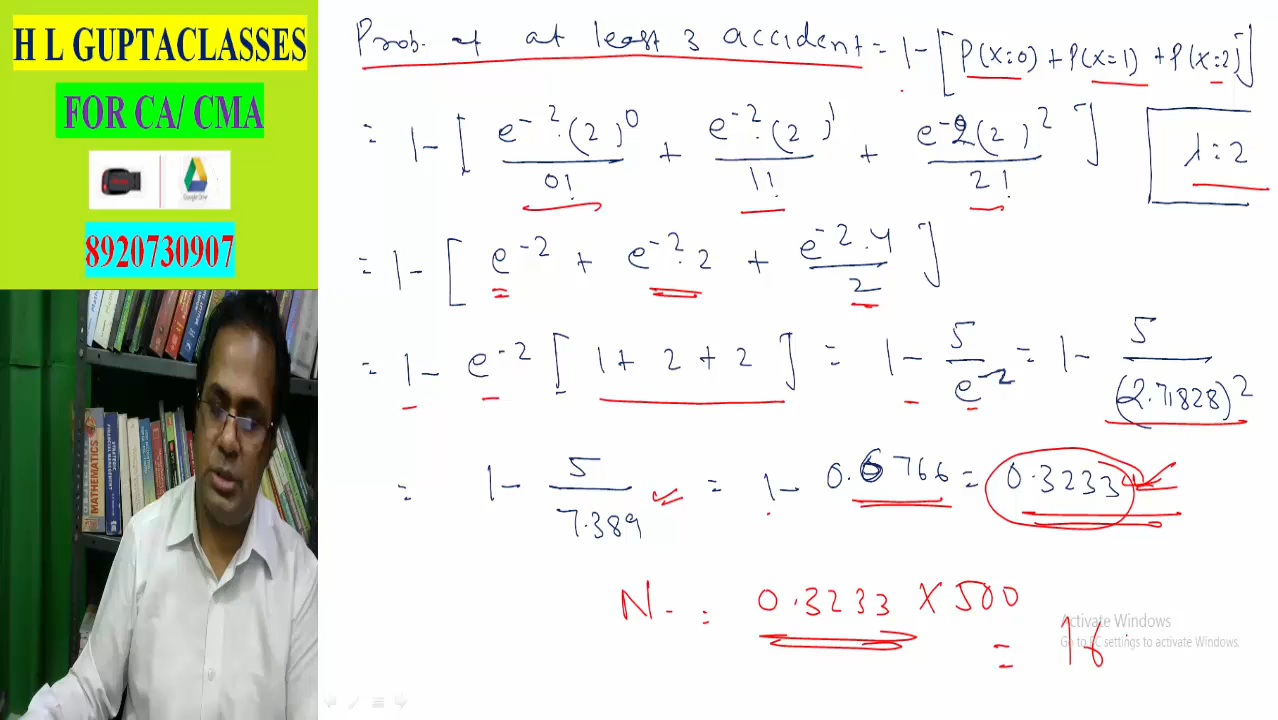 H L GUPTACLASSES
FOR CA/ CMA
8920730907
Prob. of at least 3 accident = 1 - [P(X=0) + P(X=1) + P(X=2)]
= 1 - [ e^-2 . (2)^0 / 0! + e^-2 . (2)^1 / 1! + e^-2 (2)^2 / 2! ]
λ = 2
= 1 - [ e^-2 + e^-2 . 2 + e^-2 . 4 / 2 ]
= 1 - e^-2 [ 1 + 2 + 2 ] = 1 - 5 / e^-2 = 1 - 5 / (2.71828)^2
= 1 - 5 / 7.389 = 1 - 0.6766 = 0.3233
N. = 0.3233 X 500
= 16
Activate Windows
Go to PC settings to activate Windows.
MATHEMATICS